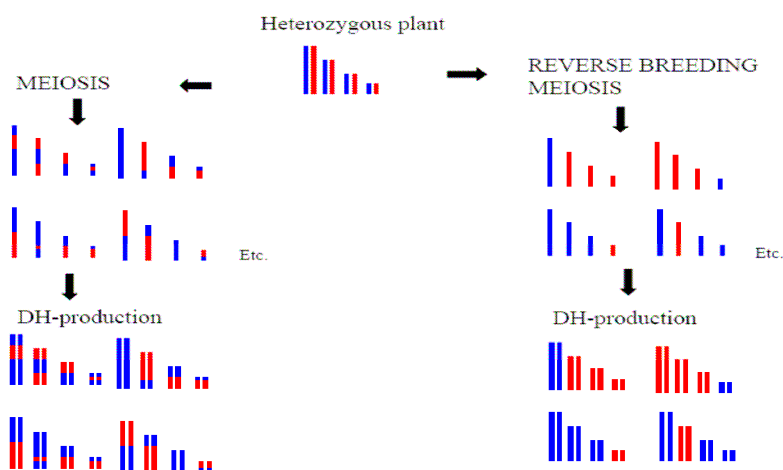 Heterozygous plant
MEIOSIS
REVERSE BREEDING
MEIOSIS
Etc.
Etc.
DH-production
DH-production